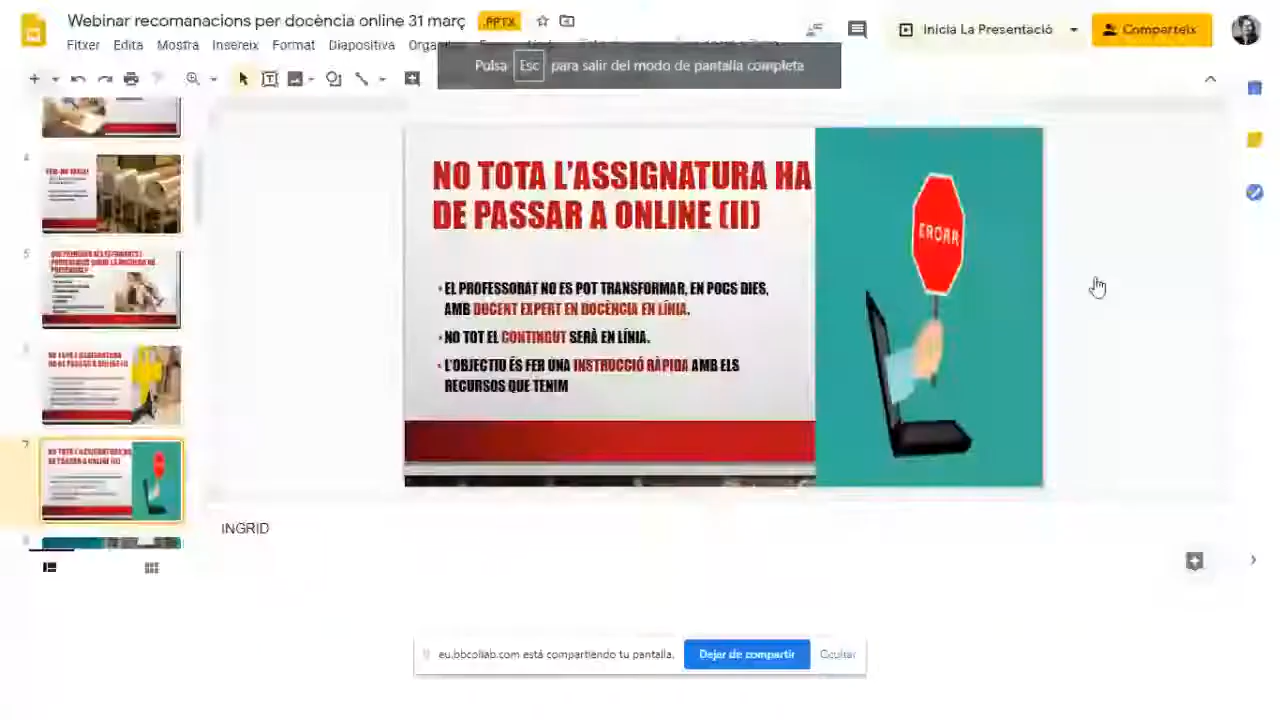 Webinar recomanacions per docència online 31 març .PPTX
Fitxer Edita Mostra Insereix Format Diapositiva
Inicia La Presentació
Comparteix
Pulsa Esc para salir del modo de pantalla completa
4
5
7
NO TOTA L'ASSIGNATURA HA
DE PASSAR A ONLINE (II)
• EL PROFESSORAT NO ES POT TRANSFORMAR, EN POCS DIES,
AMB DOCENT EXPERT EN DOCÈNCIA EN LÍNIA.
• NO TOT EL CONTINGUT SERÀ EN LÍNIA.
• L'OBJECTIU ÉS FER UNA INSTRUCCIÓ RÀPIDA AMB ELS
RECURSOS QUE TENIM
ERORR
INGRID
eu.bbcollab.com está compartiendo tu pantalla.
Dejar de compartir
Ocultar